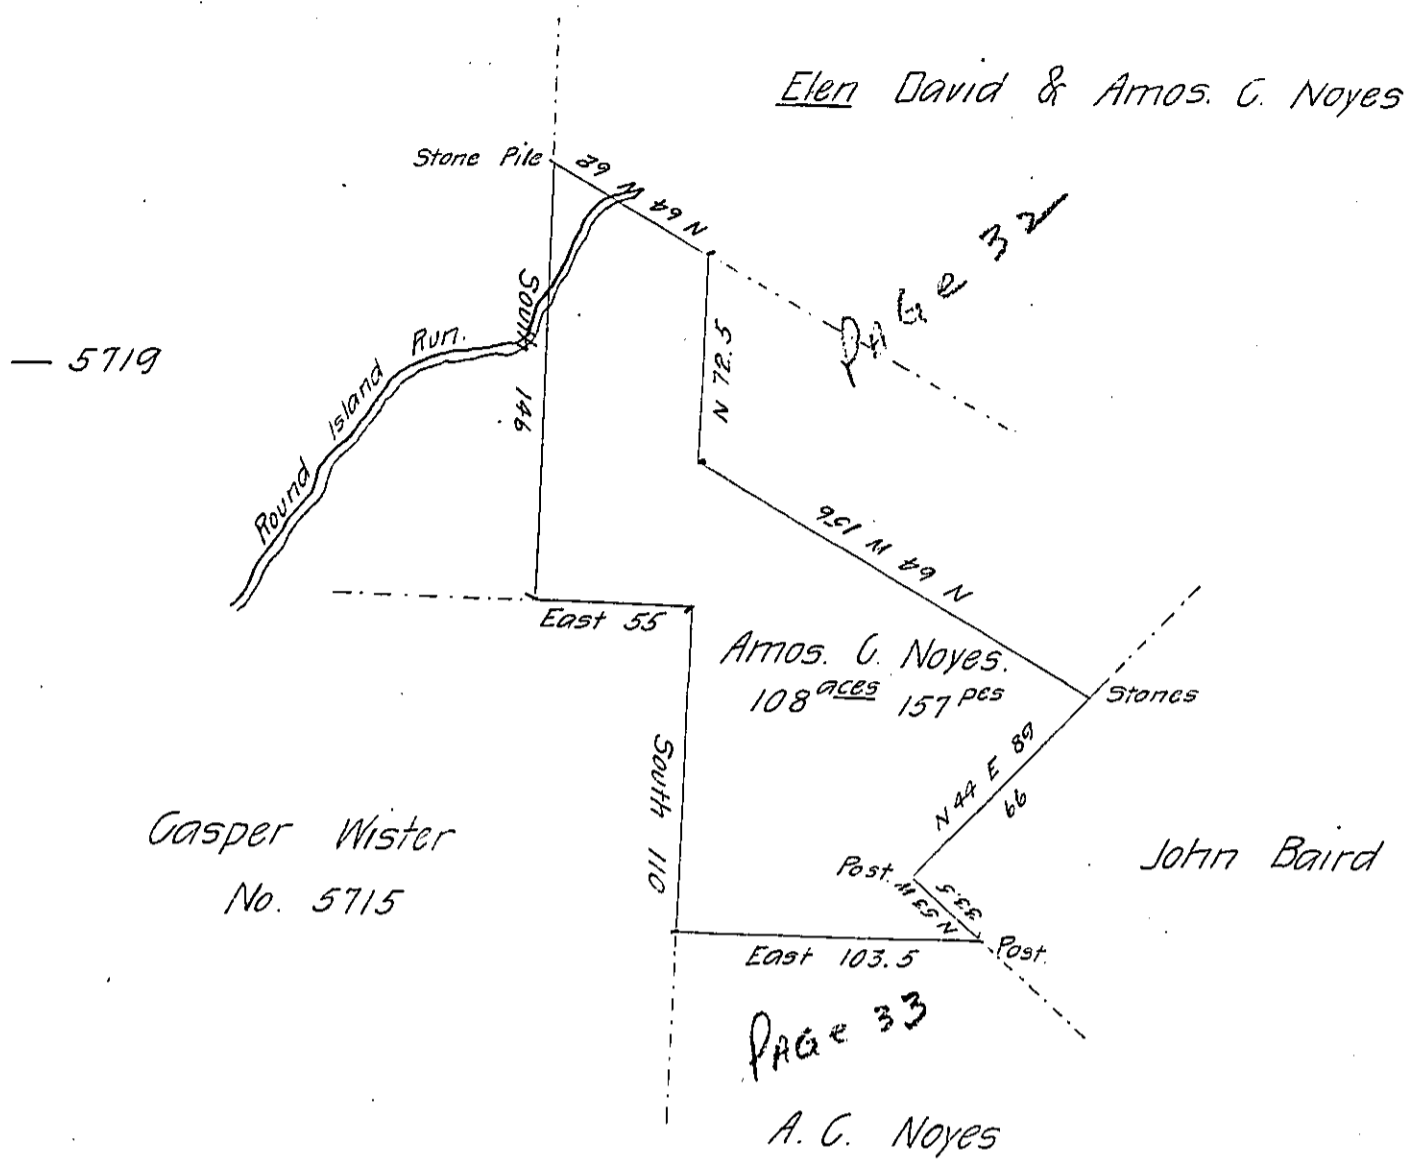 Elen David & Amos. C. Noyes
Stone Pile
N 64 W 62
PAGe 32
South 146
N 72.5
Round Island Run.
— 5719
N 64 W 156
East 55
Amos. C. Noyes.
108 aces 157 pes
Stones
South 110
N 44 E 89
66
Casper Wister
No. 5715
John Baird
Post.
N 53 W 33.5
Post.
East 103.5
PAGe 33
A. C. Noyes